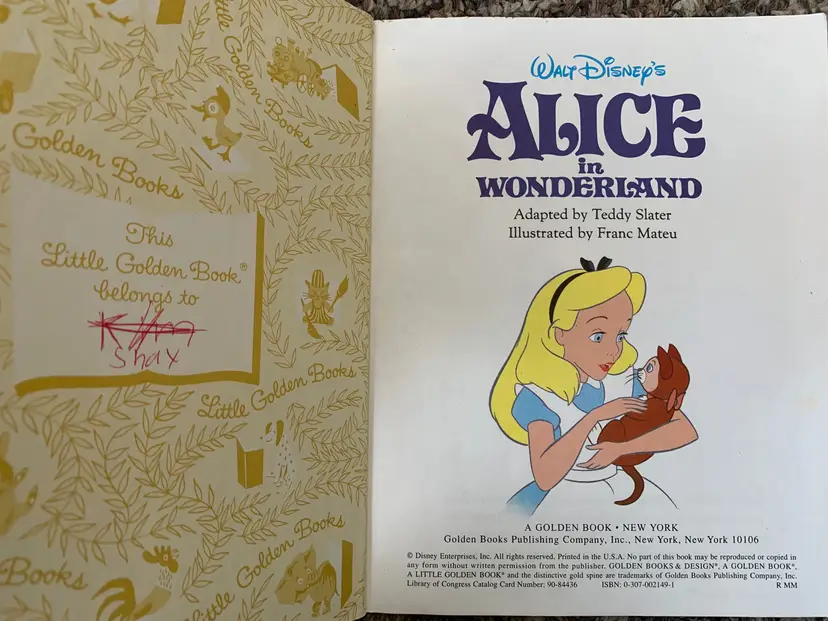 Golden Books
Golden Books
This
Little Golden Book®
belongs to
Kim
Shax
Little Golden Books
Golden Books
Books
Little
WALT DISNEY'S
ALICE
in
WONDERLAND
Adapted by Teddy Slater
Illustrated by Franc Mateu
A GOLDEN BOOK • NEW YORK
Golden Books Publishing Company, Inc., New York, New York 10106
© Disney Enterprises, Inc. All rights reserved. Printed in the U.S.A. No part of this book may be reproduced or copied in
any form without written permission from the publisher. GOLDEN BOOKS & DESIGN®, A GOLDEN BOOK®,
A LITTLE GOLDEN BOOK® and the distinctive gold spine are trademarks of Golden Books Publishing Company, Inc.
Library of Congress Catalog Card Number: 90-84436 ISBN: 0-307-002149-1 R MM